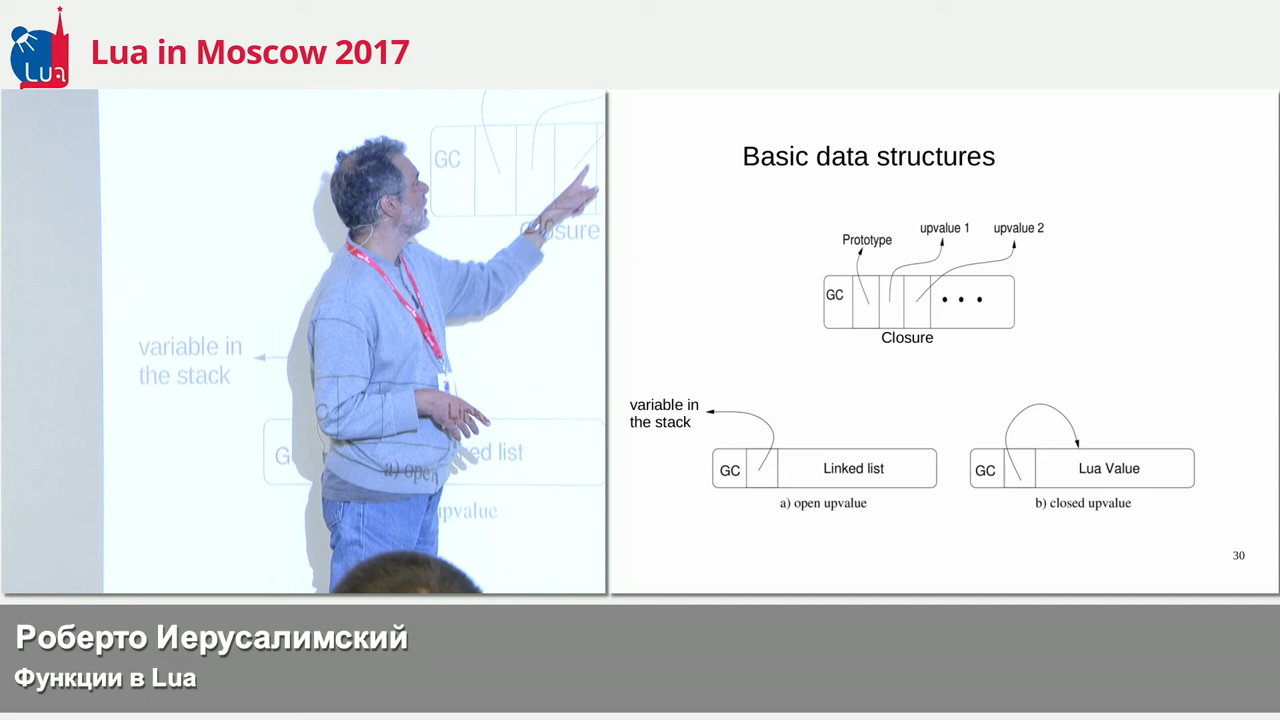 Lua
Lua in Moscow 2017
GC
Closure
variable in
the stack
G
C
Lin
ked list
a) open
upvalue
Basic data structures
Prototype
upvalue 1
upvalue 2
GC
• • •
Closure
variable in
the stack
GC
Linked list
a) open upvalue
GC
Lua Value
b) closed upvalue
30
Роберто Иерусалимский
Функции в Lua